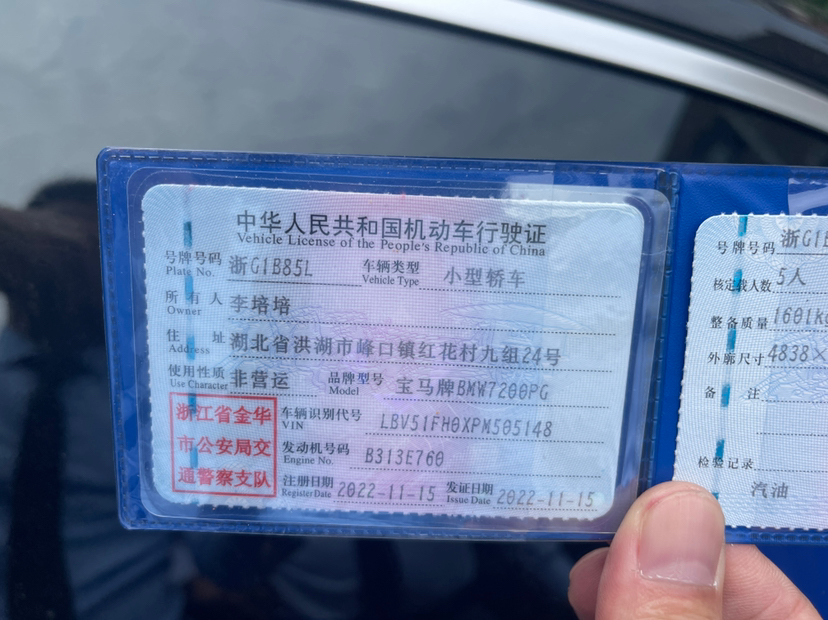 中华人民共和国机动车行驶证
Vehicle License of the People's Republic of China
号牌号码 Plate No. 浙G1B85L 车辆类型 Vehicle Type 小型轿车
所有人 Owner 李培培
住址 Address 湖北省洪湖市峰口镇红花村九组24号
使用性质 Use Character 非营运 品牌型号 Model 宝马牌BMW7200PG
浙江省金华
市公安局交
通警察支队
车辆识别代号 VIN LBV51FH0XPM505148
发动机号码 Engine No. B313E760
注册日期 Register Date 2022-11-15 发证日期 Issue Date 2022-11-15
号牌号码 浙G1B
核定载人数 5人
整备质量 1601kg
外廓尺寸 4838×
备注
检验记录
汽油